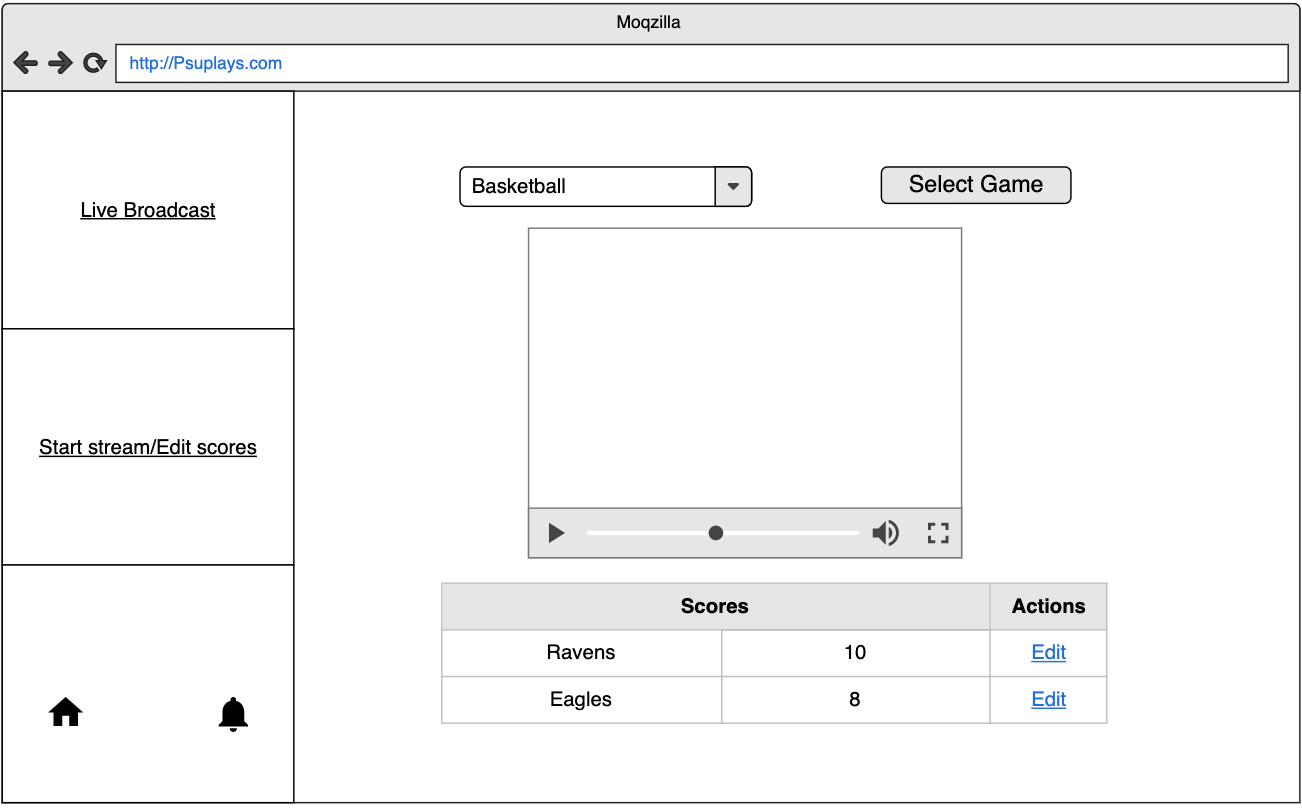 Moqzilla
http://Psuplays.com
Live Broadcast
Start stream/Edit scores
Basketball
Select Game
Scores Actions
Ravens 10 Edit
Eagles 8 Edit